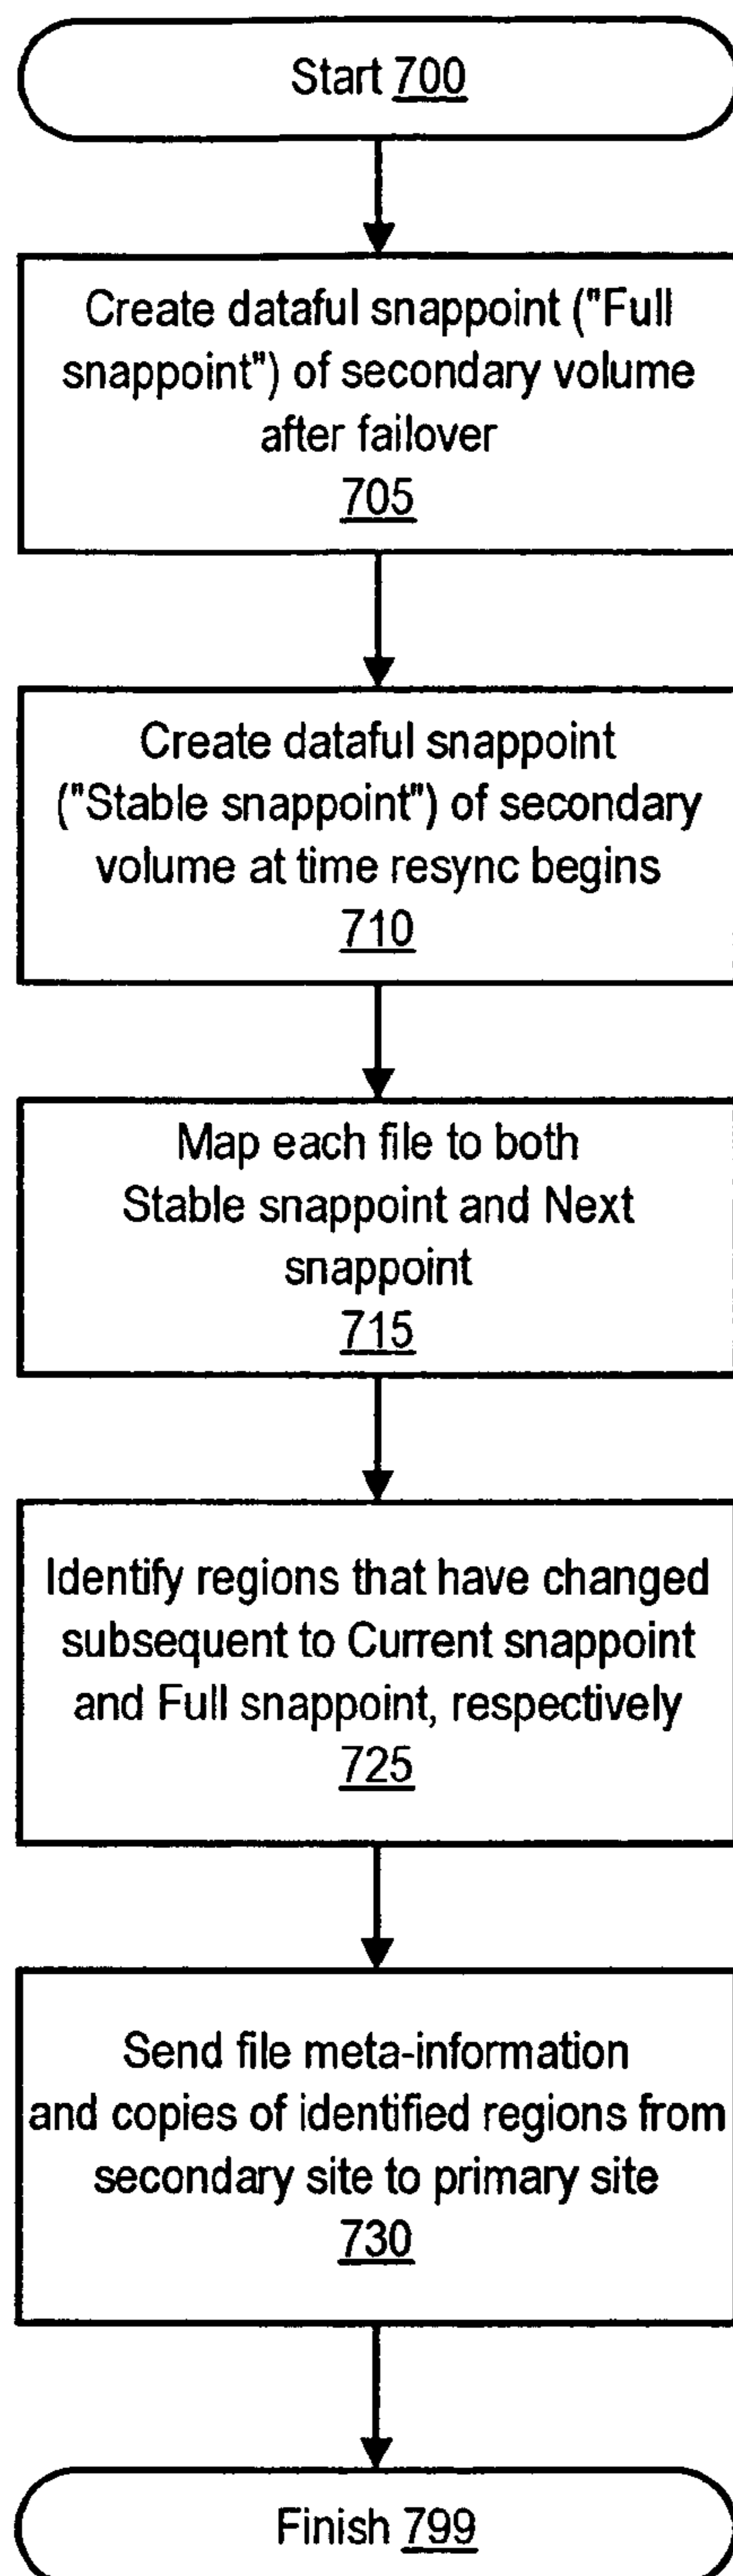 Start 700
Create dataful snappoint ("Full
snappoint") of secondary volume
after failover
705
Create dataful snappoint
("Stable snappoint") of secondary
volume at time resync begins
710
Map each file to both
Stable snappoint and Next
snappoint
715
Identify regions that have changed
subsequent to Current snappoint
and Full snappoint, respectively
725
Send file meta-information
and copies of identified regions from
secondary site to primary site
730
Finish 799